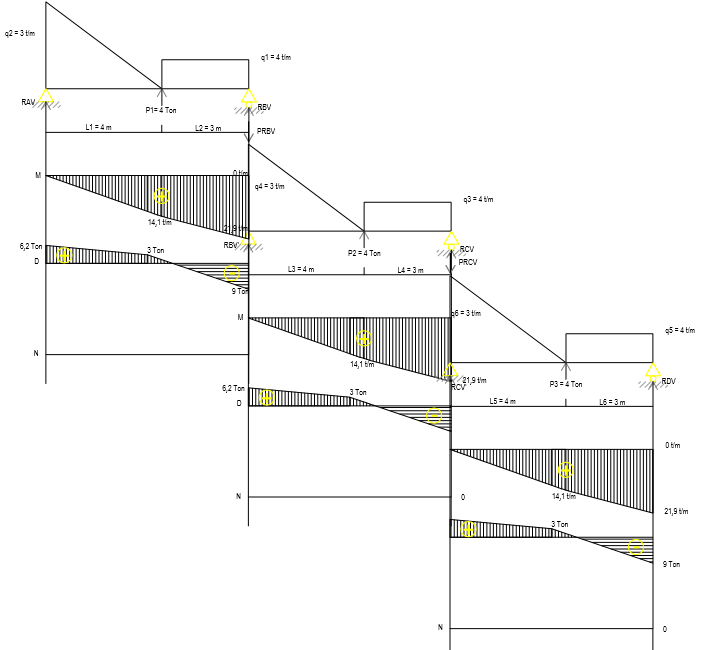 q2 = 3 t/m
q1 = 4 t/m
RAV
P1= 4 Ton
RBV
L1 = 4 m
L2 = 3 m
PRBV
M
0 t/m
q4 = 3 t/m
q3 = 4 t/m
14,1 t/m
21,9 t/m
6,2 Ton
3 Ton
RBV
P2 = 4 Ton
RCV
D
PRCV
L3 = 4 m
L4 = 3 m
9 Ton
M
q6 = 3 t/m
q5 = 4 t/m
N
14,1 t/m
21,9 t/m
RCV
P3 = 4 Ton
RDV
6,2 Ton
3 Ton
D
L5 = 4 m
L6 = 3 m
0 t/m
N
0
14,1 t/m
21,9 t/m
3 Ton
9 Ton
N
0